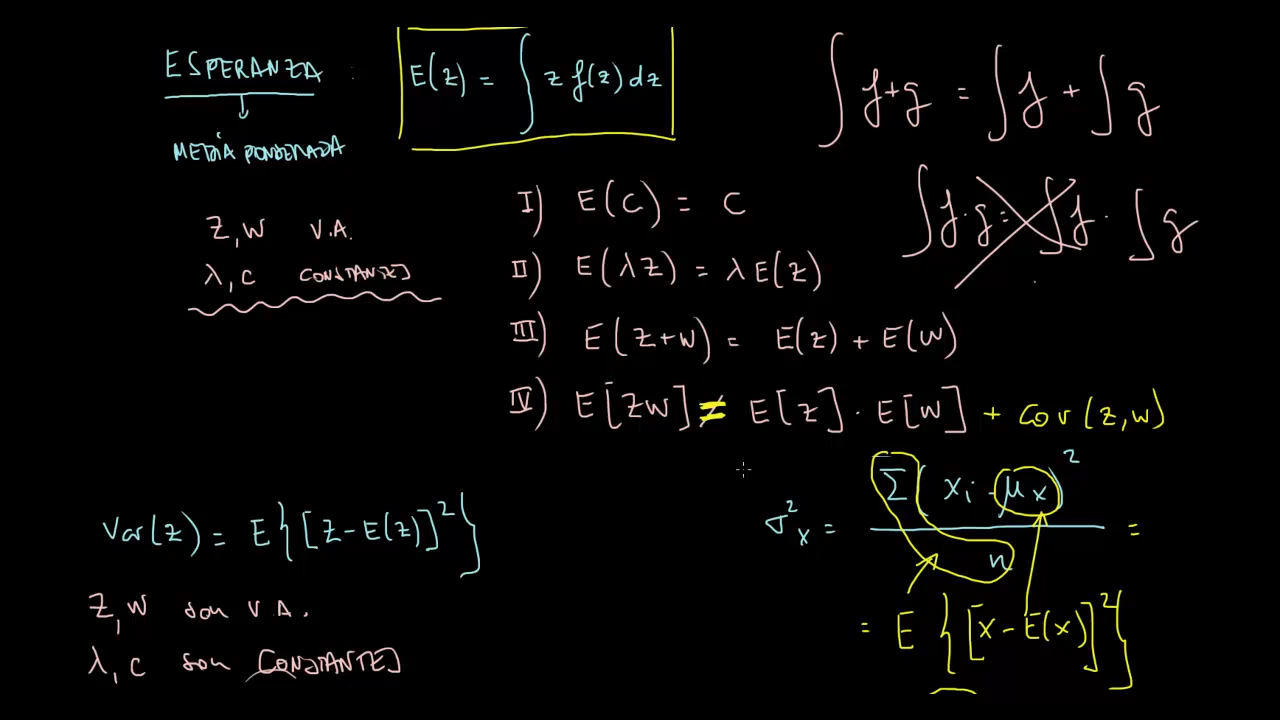 ESPERANZA :
MEDIA PONDERADA
E(z) = ∫ z f(z) dz
∫ f+g = ∫ f + ∫ g
∫ f · g = ∫ f · ∫ g
Z, W V.A.
λ, C CONSTANTES
I) E(C) = C
II) E(λZ) = λ E(Z)
III) E(Z+W) = E(Z) + E(W)
IV) E[ZW] ≠ E[Z] · E[W] + Cov(Z,W)
Var(Z) = E{[Z-E(Z)]²}
Z, W son V.A.
λ, C son CONSTANTES
σ²x = Σ(xi - μx)² / n =
= E{[x - E(x)]²}